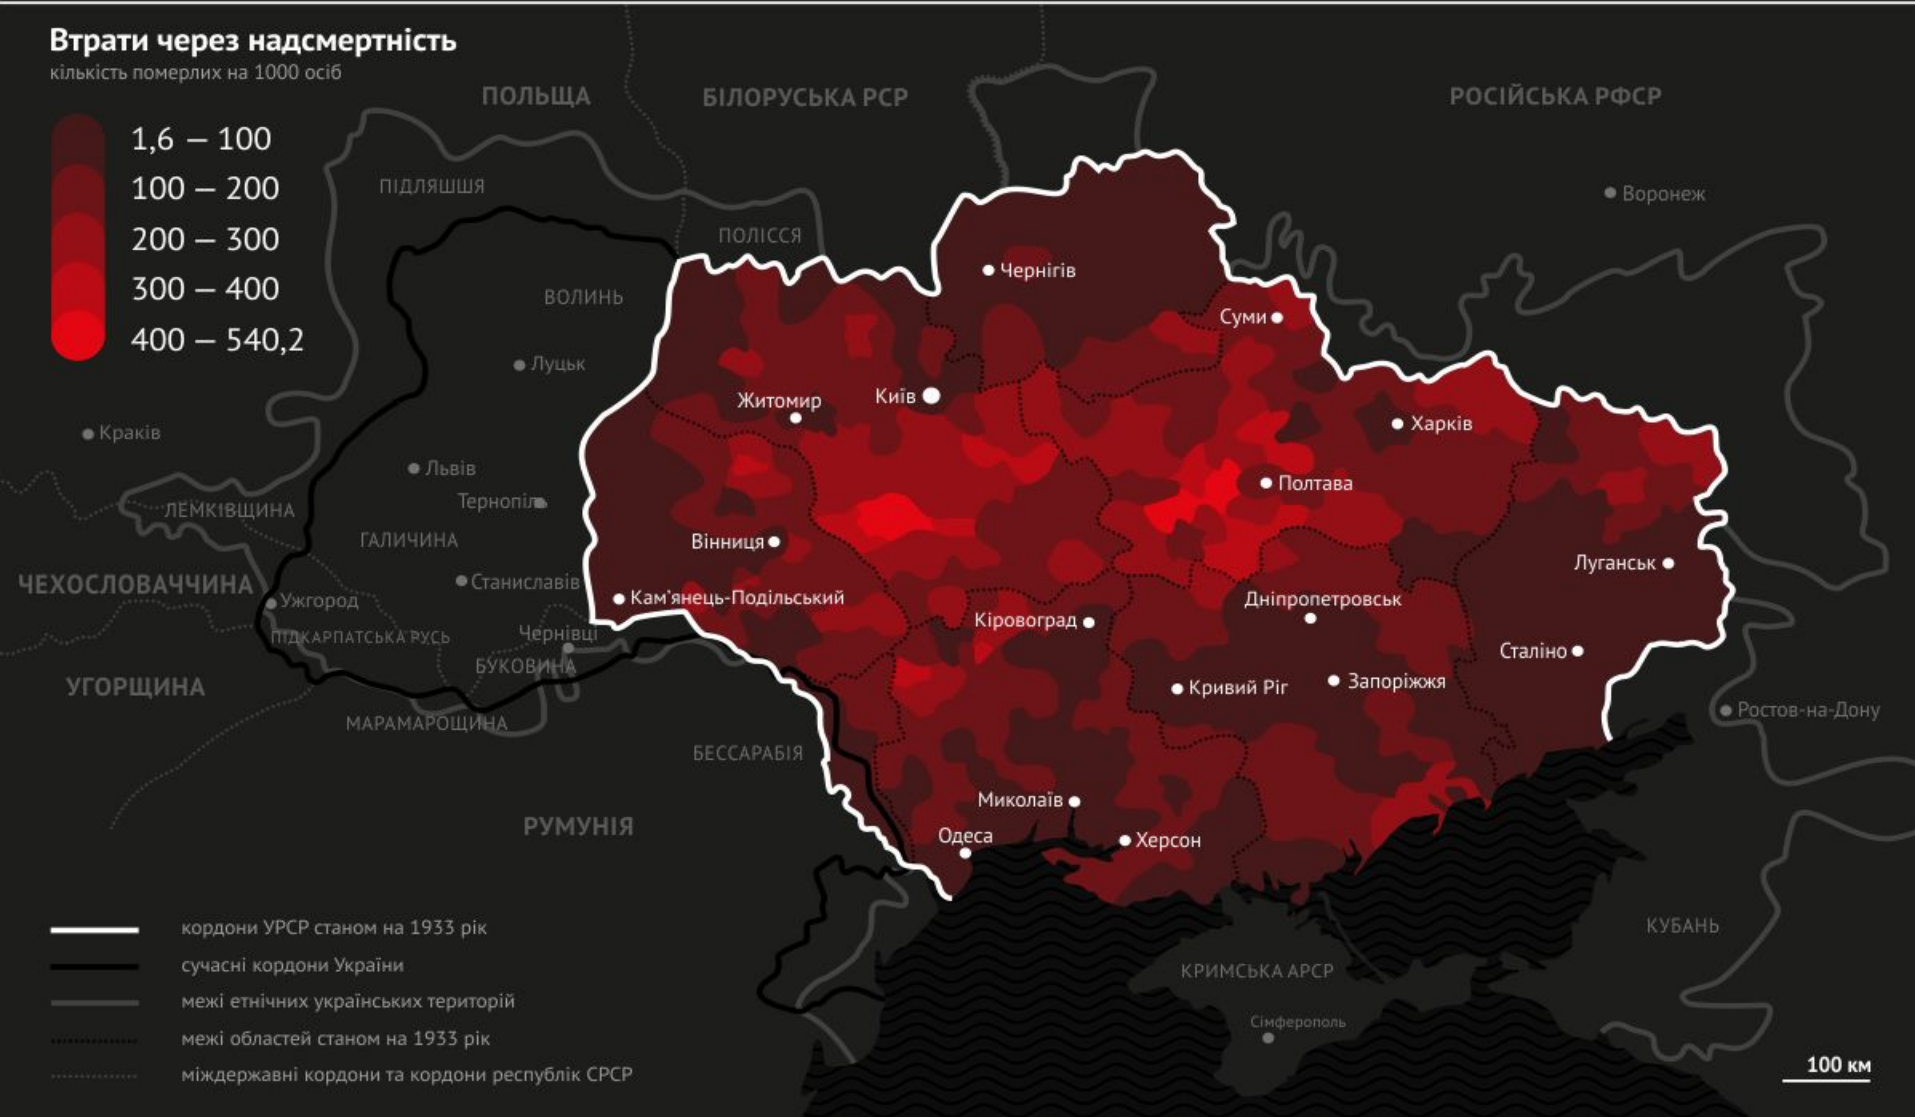 Втрати через надсмертність
кількість померлих на 1000 осіб
1,6 — 100
100 — 200
200 — 300
300 — 400
400 — 540,2
ПОЛЬЩА
БІЛОРУСЬКА РСР
РОСІЙСЬКА РФСР
ПІДЛЯШШЯ
Воронеж
ПОЛІССЯ
Чернігів
ВОЛИНЬ
Суми
Луцьк
Київ
Житомир
Харків
Краків
Львів
Полтава
Тернопіль
ЛЕМКІВЩИНА
ГАЛИЧИНА
Вінниця
Луганськ
ЧЕХОСЛОВАЧЧИНА
Станиславів
Ужгород
Кам'янець-Подільський
Дніпропетровськ
Кіровоград
ПІДКАРПАТСЬКА РУСЬ
Чернівці
Сталіно
БУКОВИНА
УГОРЩИНА
Кривий Ріг
Запоріжжя
Ростов-на-Дону
МАРАМАРОЩИНА
БЕССАРАБІЯ
Миколаїв
РУМУНІЯ
Одеса
Херсон
кордони УРСР станом на 1933 рік
сучасні кордони України
межі етнічних українських територій
межі областей станом на 1933 рік
міждержавні кордони та кордони республік СРСР
КУБАНЬ
КРИМСЬКА АРСР
Сімферополь
100 км